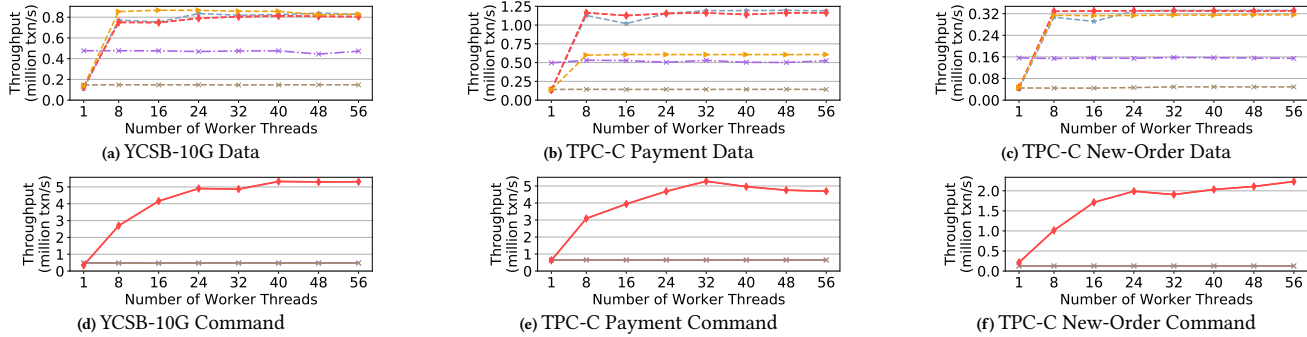 Throughput
(million txn/s)
0.8
0.6
0.4
0.2
0.0
1 8 16 24 32 40 48 56
Number of Worker Threads
(a) YCSB-10G Data
Throughput
(million txn/s)
1.25
1.00
0.75
0.50
0.25
0.00
1 8 16 24 32 40 48 56
Number of Worker Threads
(b) TPC-C Payment Data
Throughput
(million txn/s)
0.32
0.24
0.16
0.08
0.00
1 8 16 24 32 40 48 56
Number of Worker Threads
(c) TPC-C New-Order Data
Throughput
(million txn/s)
5
4
3
2
1
0
1 8 16 24 32 40 48 56
Number of Worker Threads
(d) YCSB-10G Command
Throughput
(million txn/s)
5
4
3
2
1
0
1 8 16 24 32 40 48 56
Number of Worker Threads
(e) TPC-C Payment Command
Throughput
(million txn/s)
2.0
1.5
1.0
0.5
0.0
1 8 16 24 32 40 48 56
Number of Worker Threads
(f) TPC-C New-Order Command